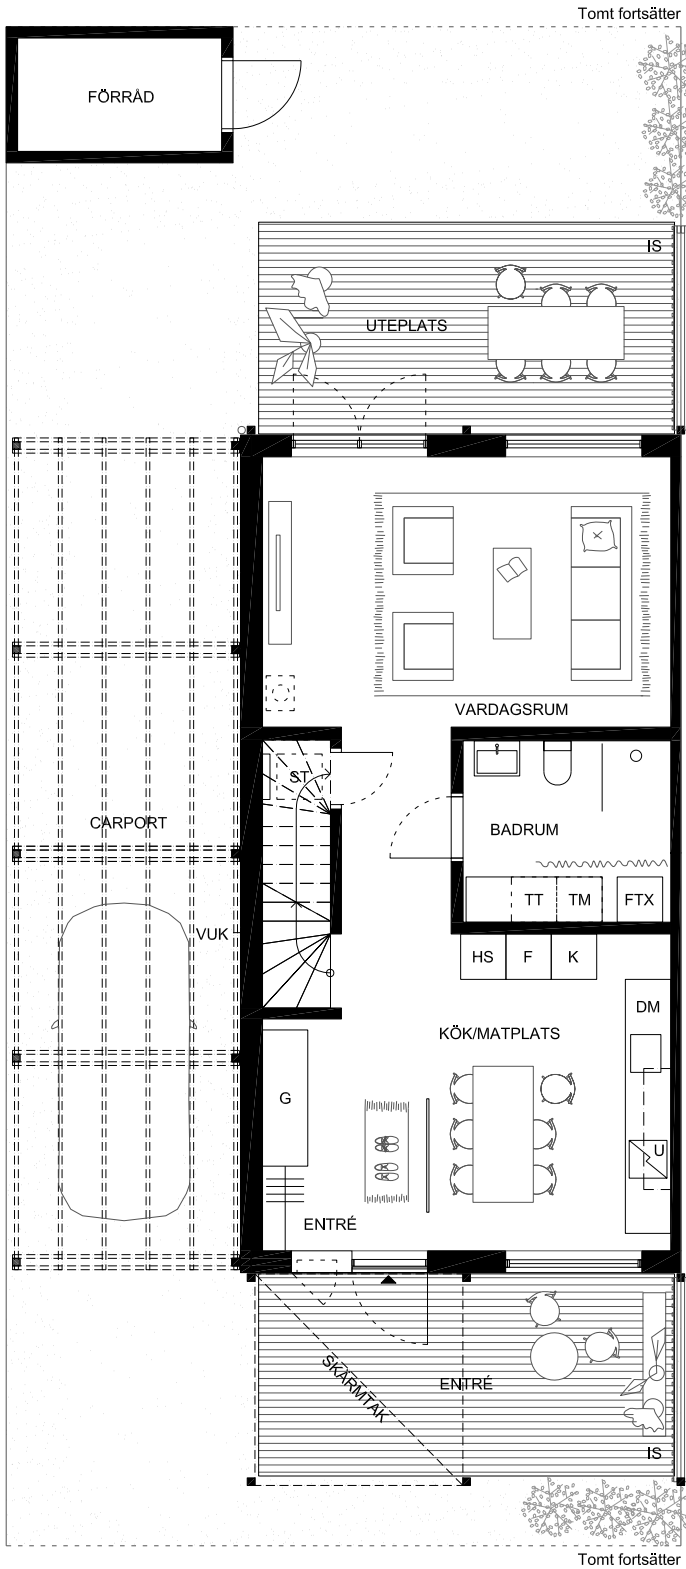 Tomt fortsätter
FÖRRÅD
IS
UTEPLATS
VARDAGSRUM
ST
CARPORT
BADRUM
TT
TM
FTX
VUK
HS
F
K
DM
KÖK/MATPLATS
G
U
ENTRÉ
SKÄRMTAK
ENTRÉ
IS
Tomt fortsätter